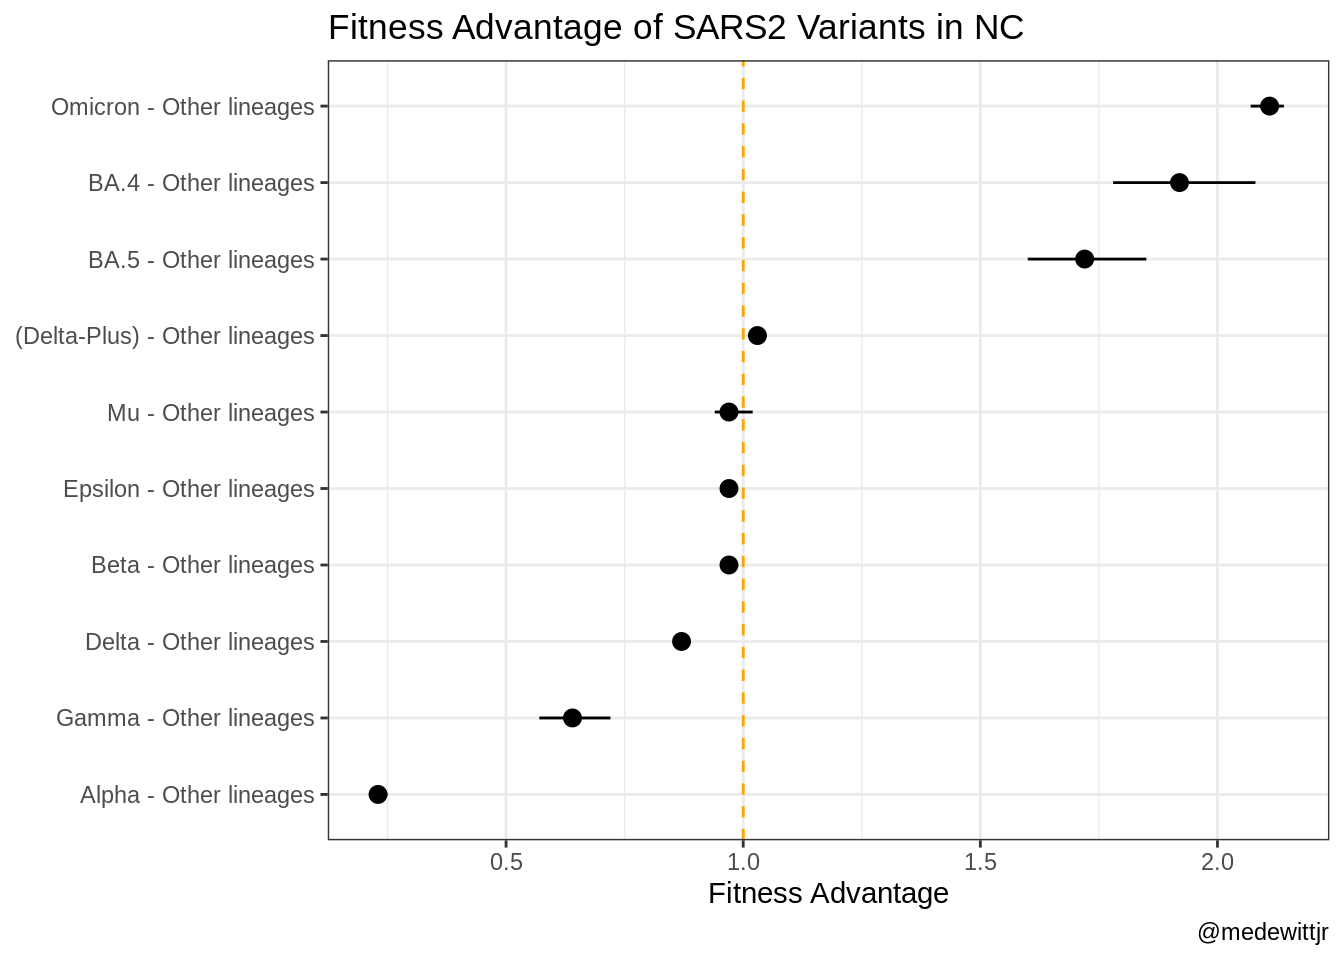 Fitness Advantage of SARS2 Variants in NC
Omicron - Other lineages
BA.4 - Other lineages
BA.5 - Other lineages
(Delta-Plus) - Other lineages
Mu - Other lineages
Epsilon - Other lineages
Beta - Other lineages
Delta - Other lineages
Gamma - Other lineages
Alpha - Other lineages
0.5 1.0 1.5 2.0
Fitness Advantage
@medewittjr